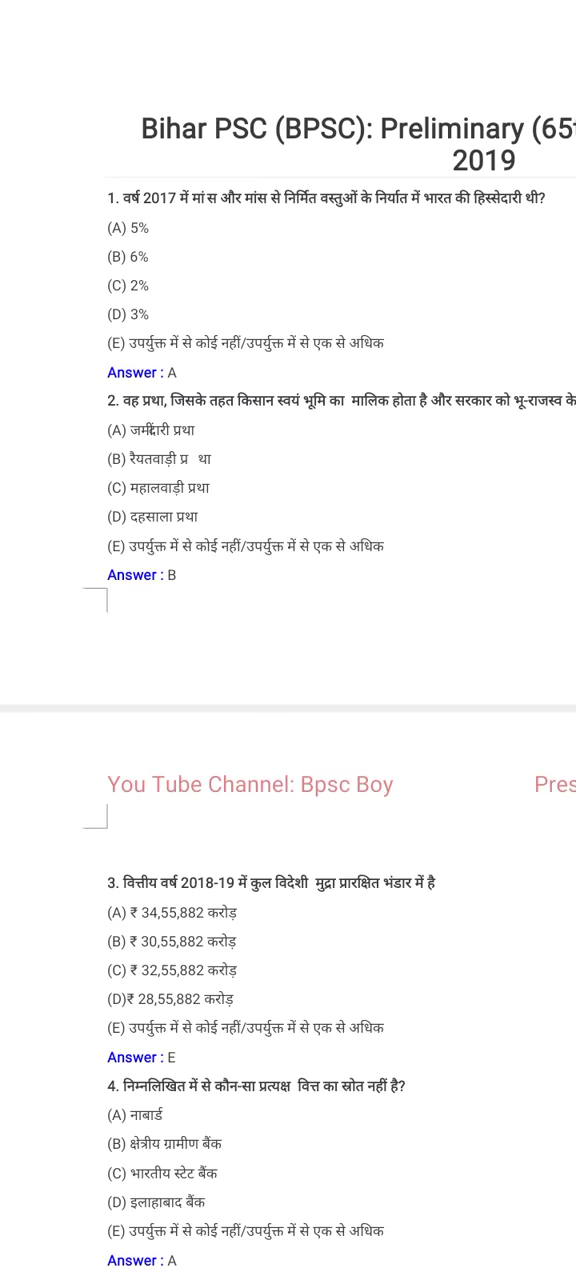 Bihar PSC (BPSC): Preliminary (65
2019
1. वर्ष 2017 में मां स और मांस से निर्मित वस्तुओं के निर्यात में भारत की हिस्सेदारी थी?
(A) 5%
(B) 6%
(C) 2%
(D) 3%
(E) उपर्युक्त में से कोई नहीं/उपर्युक्त में से एक से अधिक
Answer : A
2. वह प्रथा, जिसके तहत किसान स्वयं भूमि का मालिक होता है और सरकार को भू-राजस्व के
(A) जमींदारी प्रथा
(B) रैयतवाड़ी प्र था
(C) महालवाड़ी प्रथा
(D) दहसाला प्रथा
(E) उपर्युक्त में से कोई नहीं/उपर्युक्त में से एक से अधिक
Answer : B
You Tube Channel: Bpsc Boy Pres
3. वित्तीय वर्ष 2018-19 में कुल विदेशी मुद्रा प्रारक्षित भंडार में है
(A) ₹ 34,55,882 करोड़
(B) ₹ 30,55,882 करोड़
(C) ₹ 32,55,882 करोड़
(D)₹ 28,55,882 करोड़
(E) उपर्युक्त में से कोई नहीं/उपर्युक्त में से एक से अधिक
Answer : E
4. निम्नलिखित में से कौन-सा प्रत्यक्ष वित्त का स्रोत नहीं है?
(A) नाबार्ड
(B) क्षेत्रीय ग्रामीण बैंक
(C) भारतीय स्टेट बैंक
(D) इलाहाबाद बैंक
(E) उपर्युक्त में से कोई नहीं/उपर्युक्त में से एक से अधिक
Answer : A